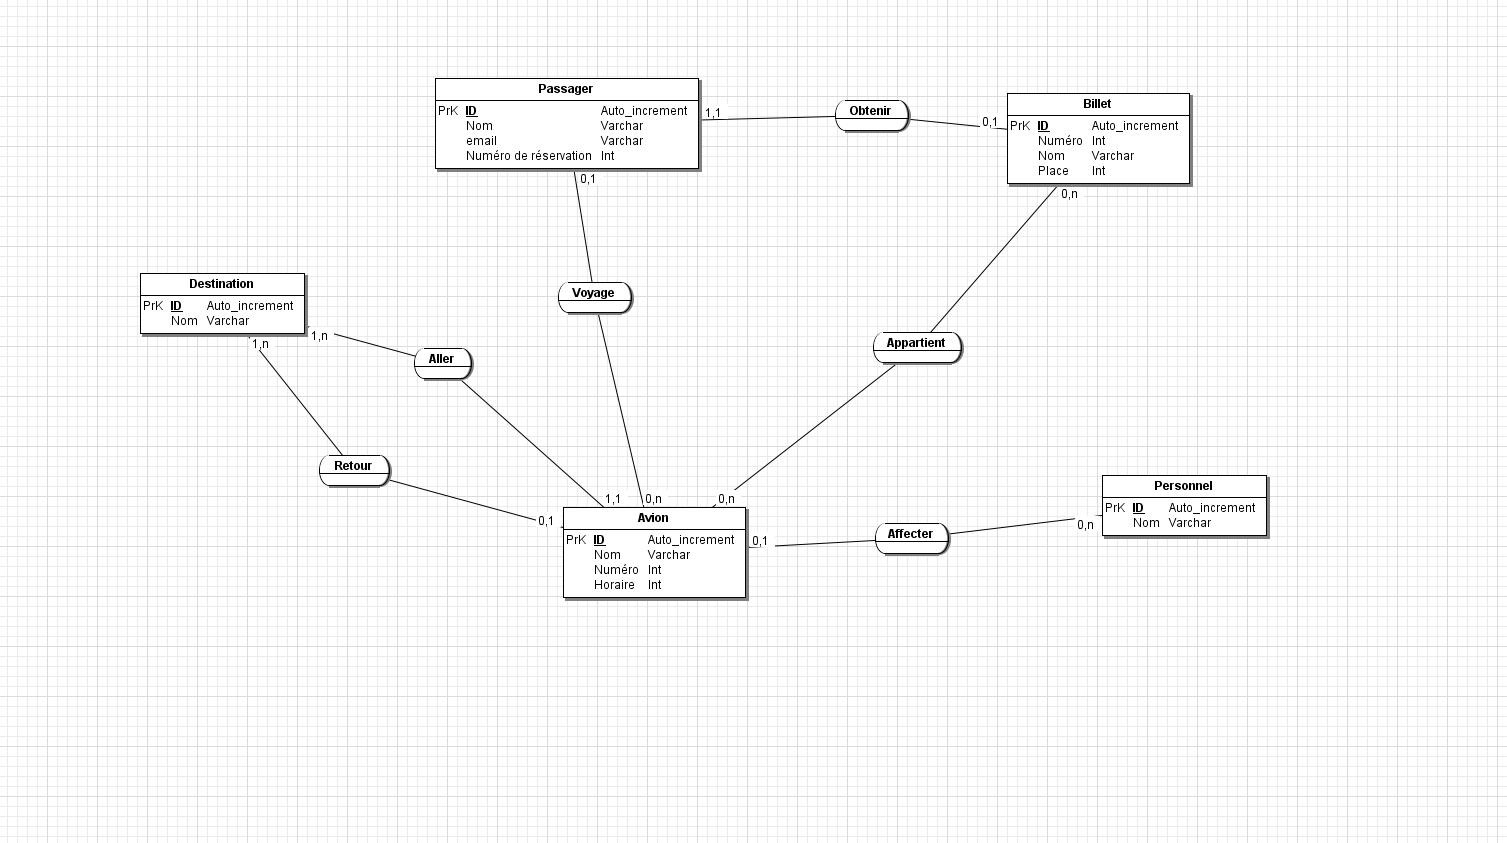 Passager
PrK ID Auto_increment
Nom Varchar
email Varchar
Numéro de réservation Int
1,1
Obtenir
0,1
Billet
PrK ID Auto_increment
Numéro Int
Nom Varchar
Place Int
0,1
0,n
Voyage
Destination
PrK ID Auto_increment
Nom Varchar
1,n
1,n
Aller
Appartient
Retour
1,1
0,n
0,n
0,1
Avion
PrK ID Auto_increment
Nom Varchar
Numéro Int
Horaire Int
0,1
Affecter
0,n
Personnel
PrK ID Auto_increment
Nom Varchar